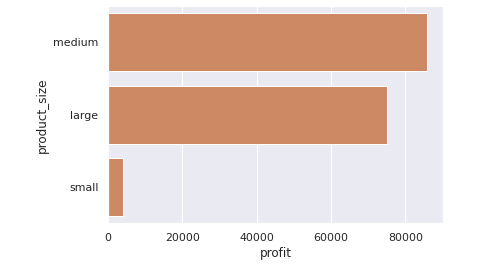 medium
large
small
product_size
0 20000 40000 60000 80000
profit